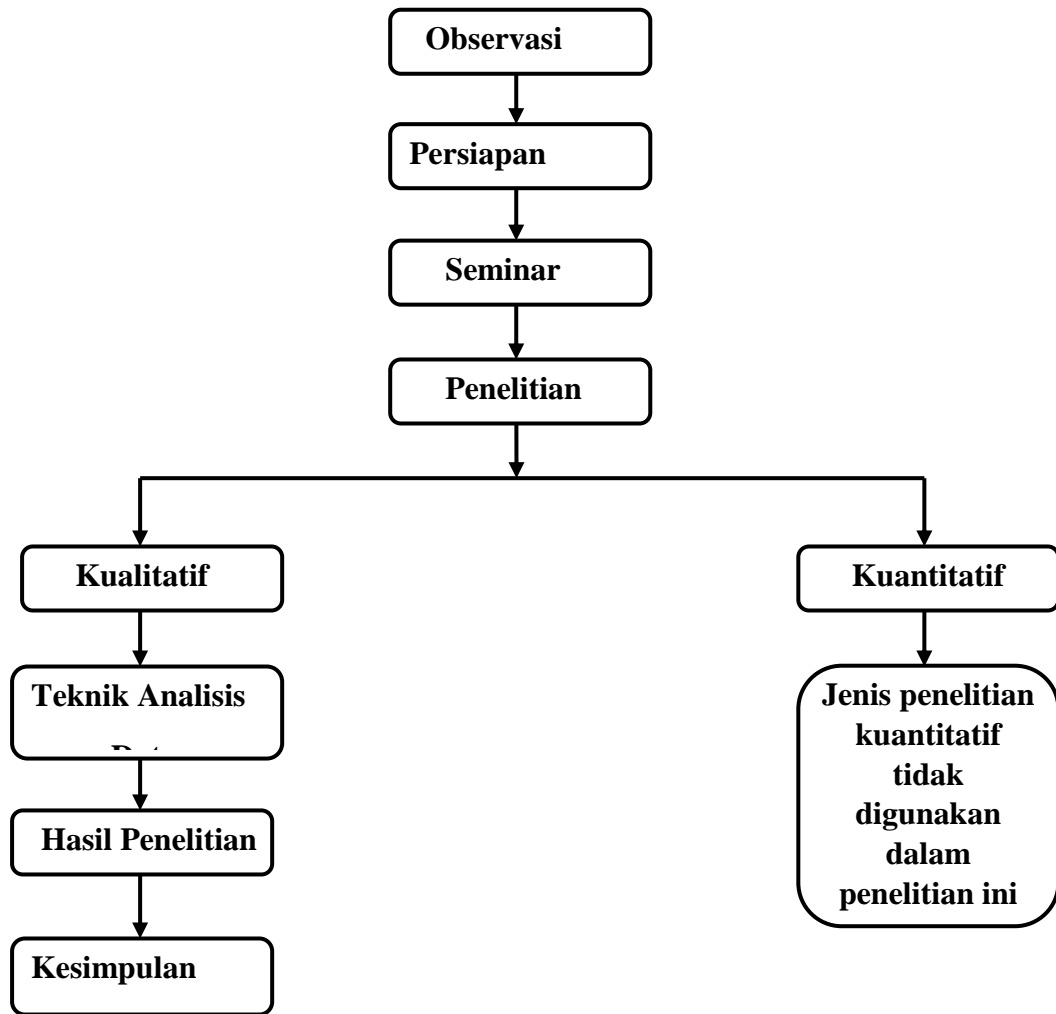 Observasi
Persiapan
Seminar
Penelitian
Kualitatif
Kuantitatif
Teknik Analisis
Jenis penelitian
kuantitatif
tidak
digunakan
dalam
penelitian ini
Hasil Penelitian
Kesimpulan